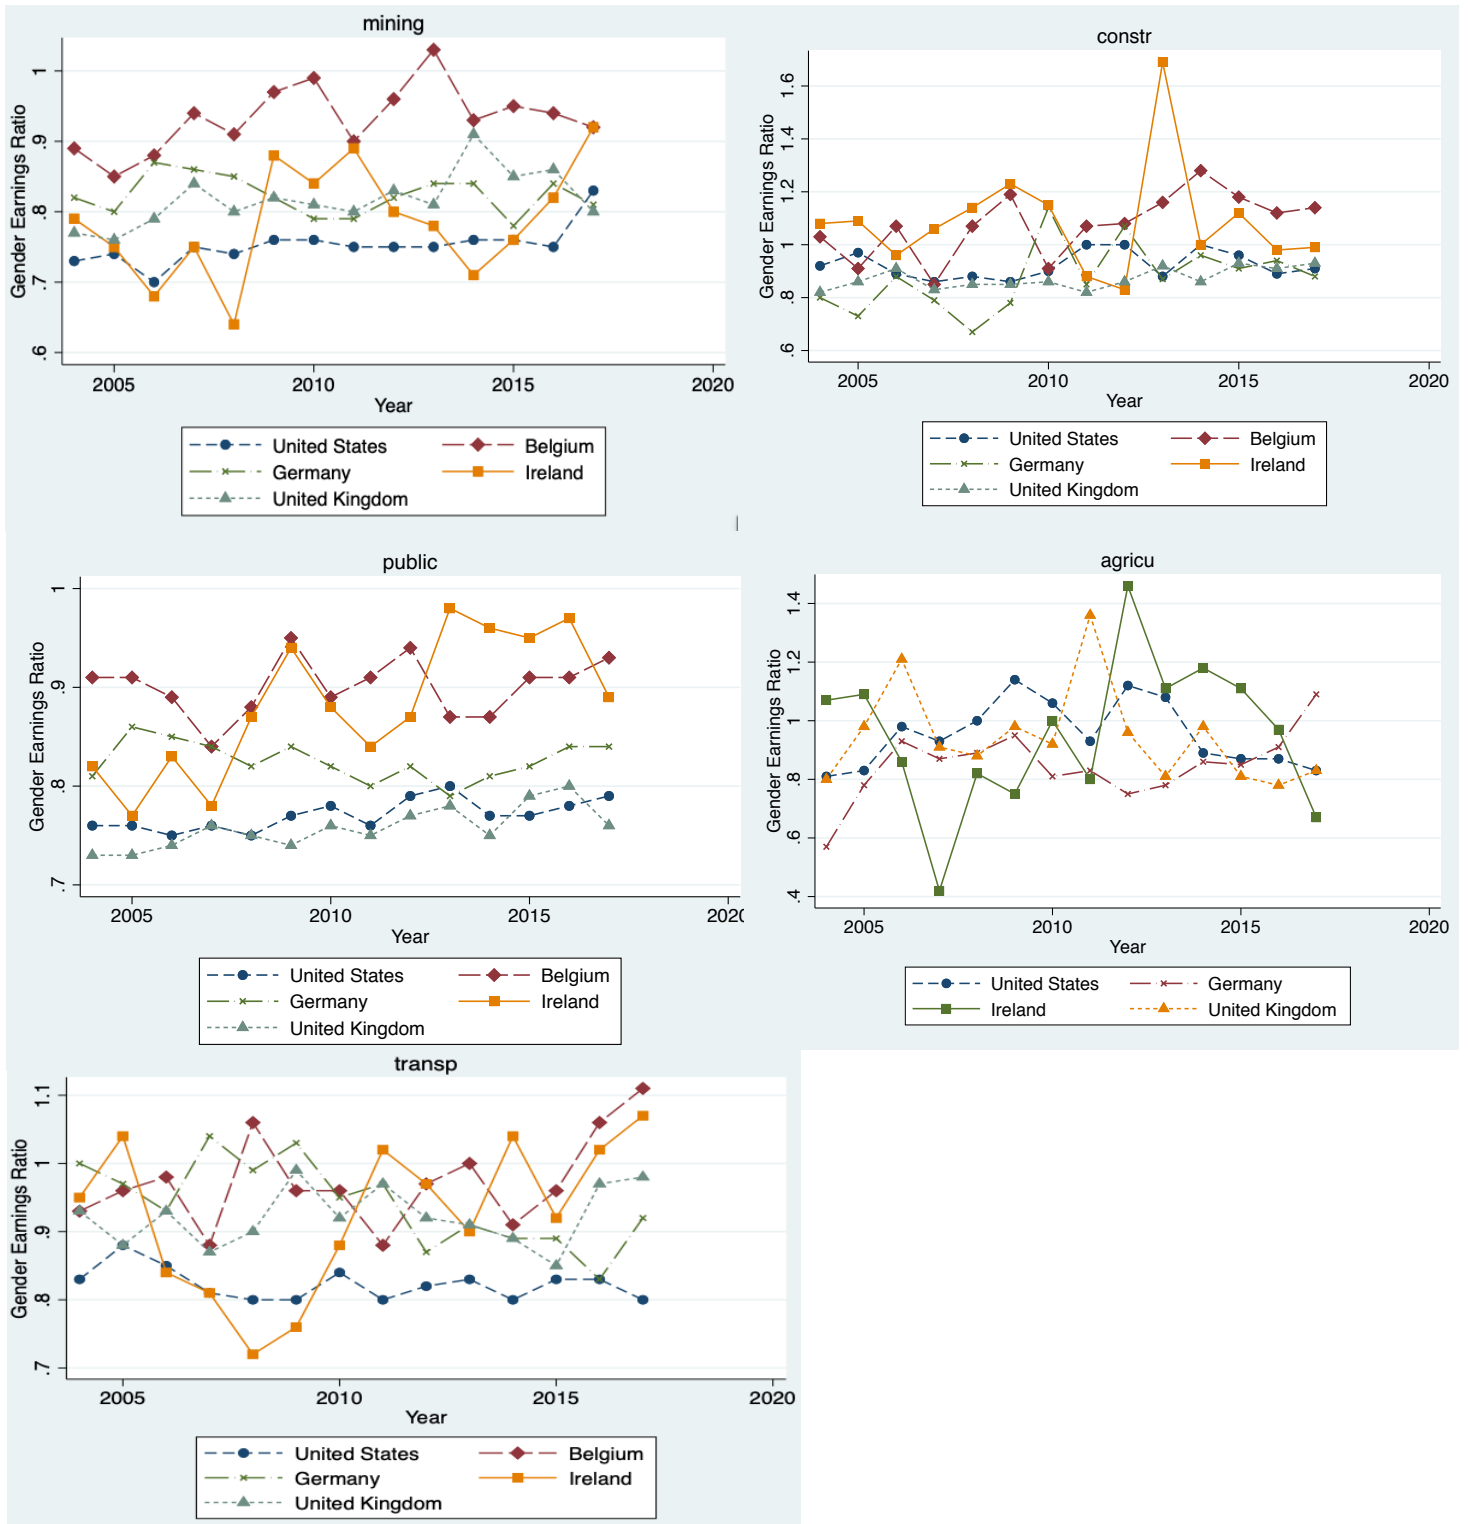 mining
Gender Earnings Ratio
1
.9
.8
.7
.6
2005 2010 2015 2020
Year
United States Belgium
Germany Ireland
United Kingdom
constr
Gender Earnings Ratio
1.6
1.4
1.2
1
.8
.6
2005 2010 2015 2020
Year
United States Belgium
Germany Ireland
United Kingdom
public
Gender Earnings Ratio
1
.9
.8
.7
2005 2010 2015 202
Year
United States Belgium
Germany Ireland
United Kingdom
agricu
Gender Earnings Ratio
1.4
1.2
1
.8
.6
.4
2005 2010 2015 2020
Year
United States Germany
Ireland United Kingdom
transp
Gender Earnings Ratio
1.1
1
.9
.8
.7
2005 2010 2015 2020
Year
United States Belgium
Germany Ireland
United Kingdom